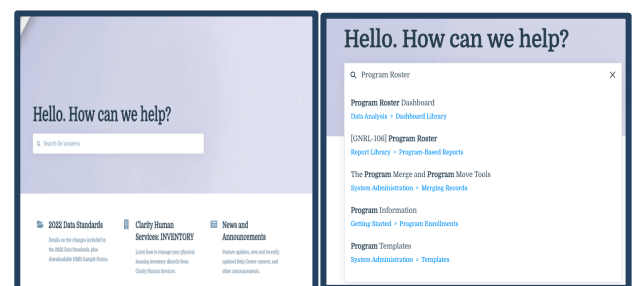 Hello. How can we help?
Search for answers
2022 Data Standards
Details on the changes included in
the 2022 Data Standards, plus
downloadable HMIS Sample Forms.
Clarity Human
Services: INVENTORY
Learn how to manage your physical
housing inventory directly from
Clarity Human Services.
News and
Announcements
Feature updates, new and recently
updated Help Center content, and
other announcements.
Hello. How can we help?
Program Roster X
Program Roster Dashboard
Data Analysis > Dashboard Library
[GNRL-106] Program Roster
Report Library > Program-Based Reports
The Program Merge and Program Move Tools
System Administration > Merging Records
Program Information
Getting Started > Program Enrollments
Program Templates
System Administration > Templates